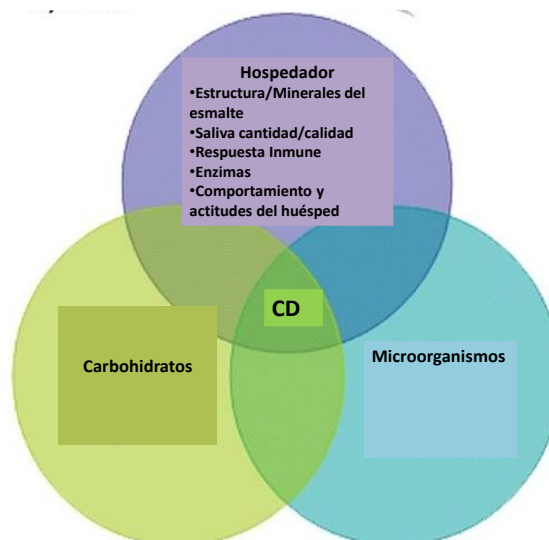 Hospedador
•Estructura/Minerales del
esmalte
•Saliva cantidad/calidad
•Respuesta Inmune
•Enzimas
•Comportamiento y
actitudes del huésped
CD
Carbohidratos
Microorganismos